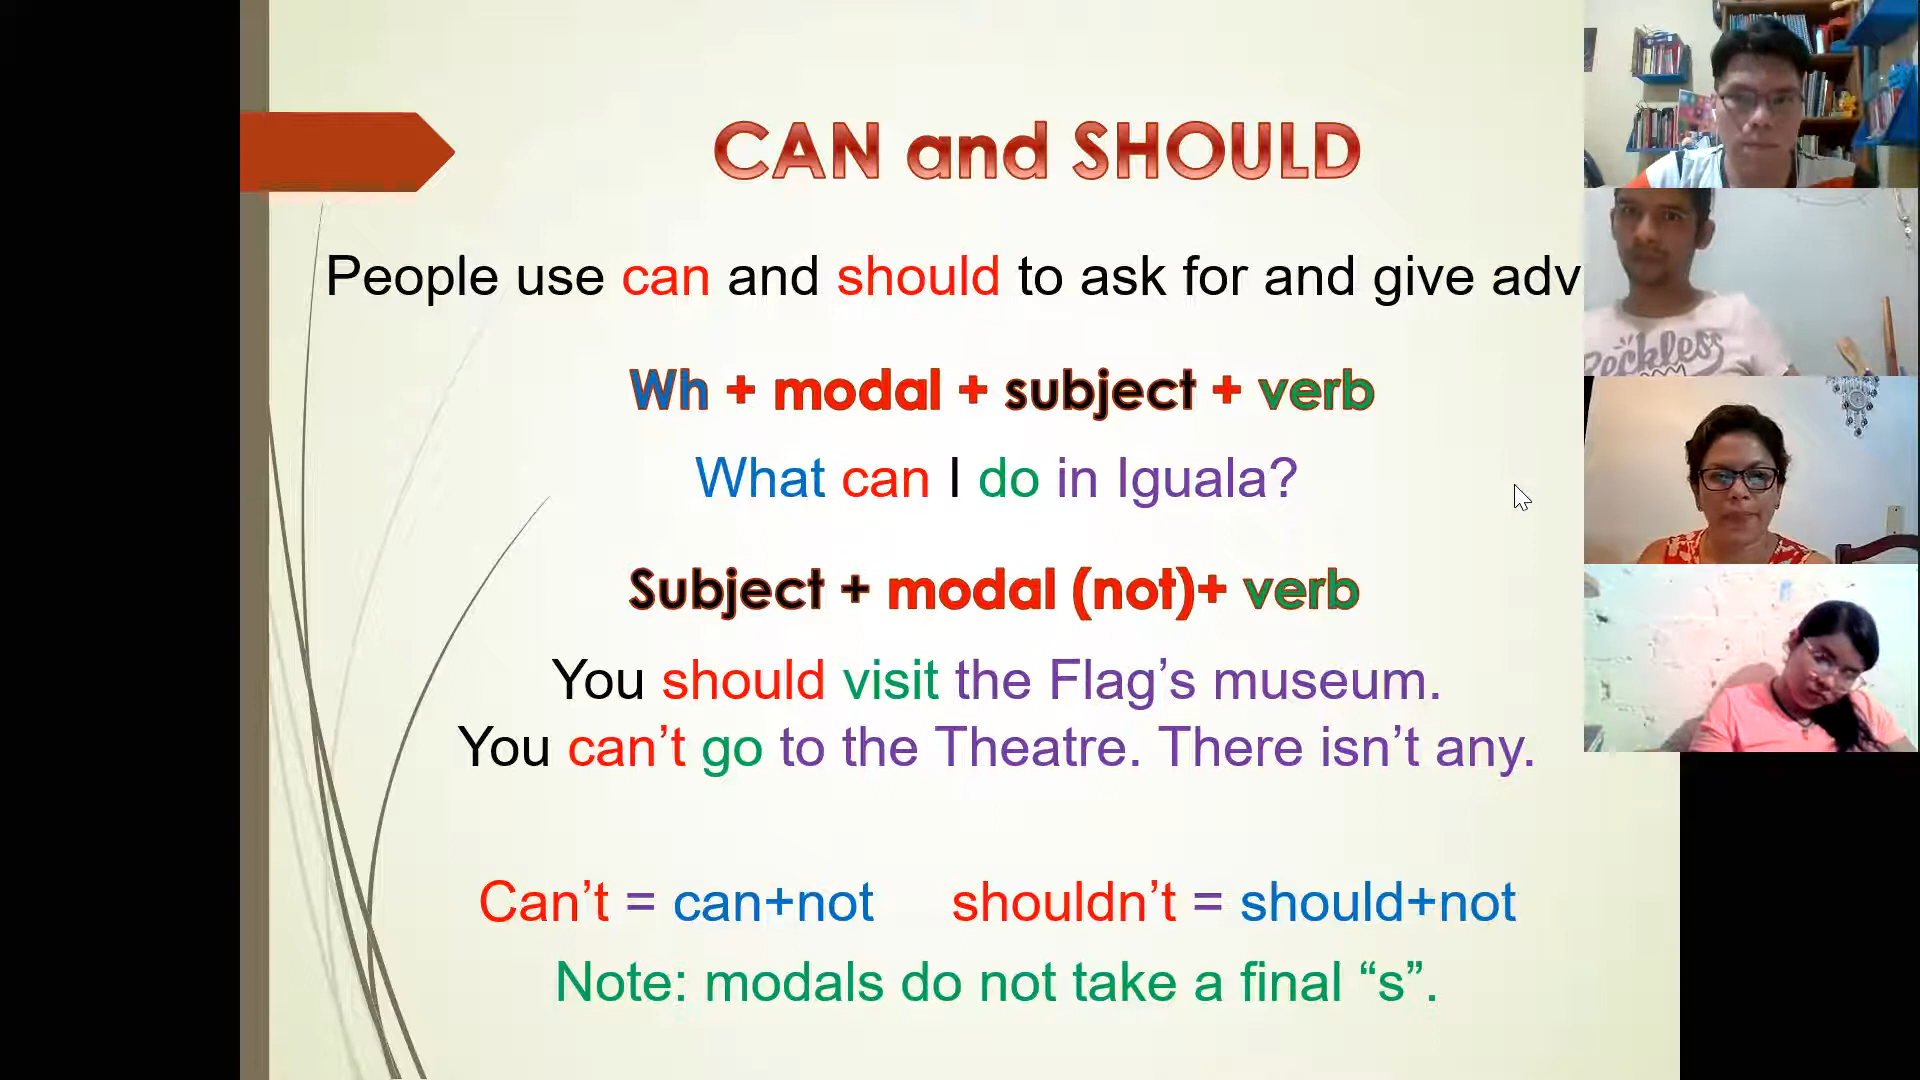 CAN and SHOULD
People use can and should to ask for and give adv
Wh + modal + subject + verb
What can I do in Iguala?
Subject + modal (not)+ verb
You should visit the Flag’s museum.
You can’t go to the Theatre. There isn’t any.
Can’t = can+not shouldn’t = should+not
Note: modals do not take a final “s”.
Reckless